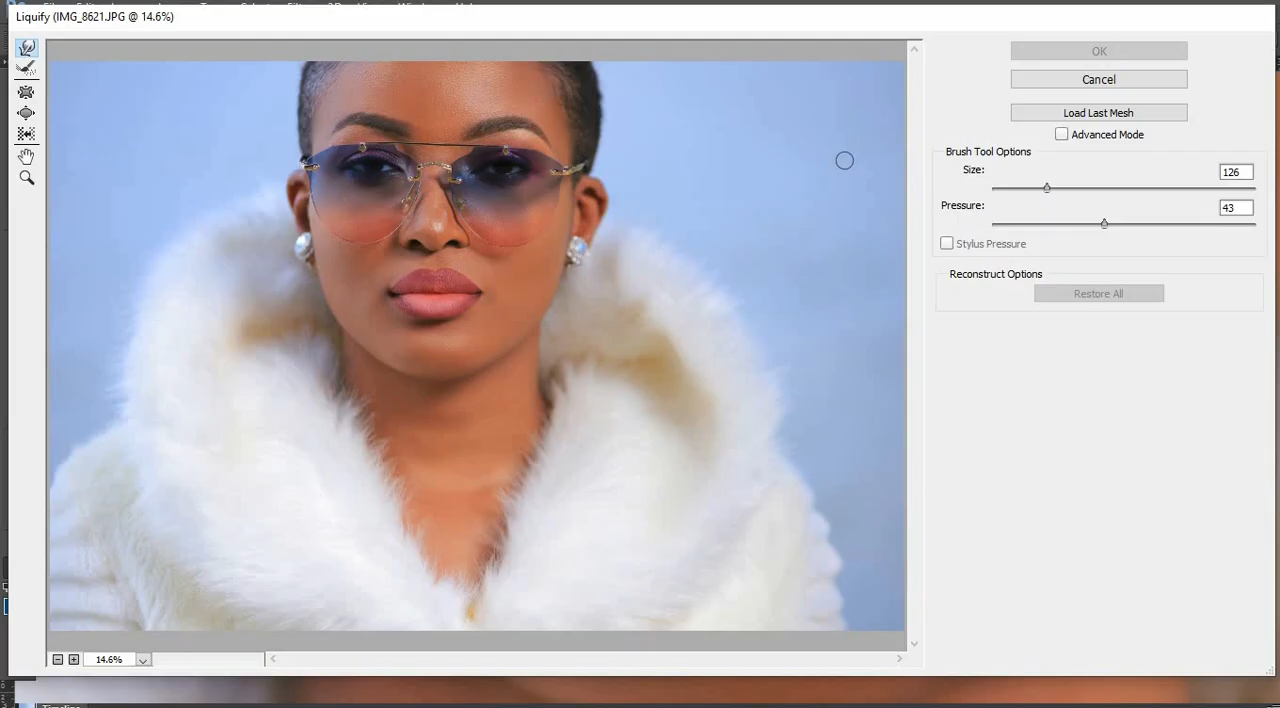 Liquify (IMG_8621.JPG @ 14.6%)
OK
Cancel
Load Last Mesh
Advanced Mode
Brush Tool Options
Size: 126
Pressure: 43
Stylus Pressure
Reconstruct Options
Restore All
14.6%
Timeline